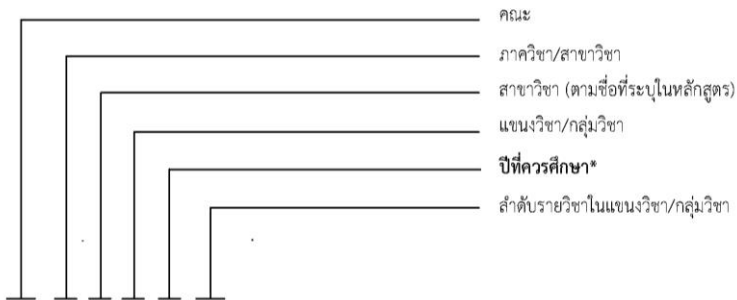 คณะ
ภาควิชา/สาขาวิชา
สาขาวิชา (ตามชื่อที่ระบุในหลักสูตร)
แขนงวิชา/กลุ่มวิชา
ปีที่ควรศึกษา*
ลำดับรายวิชาในแขนงวิชา/กลุ่มวิชา